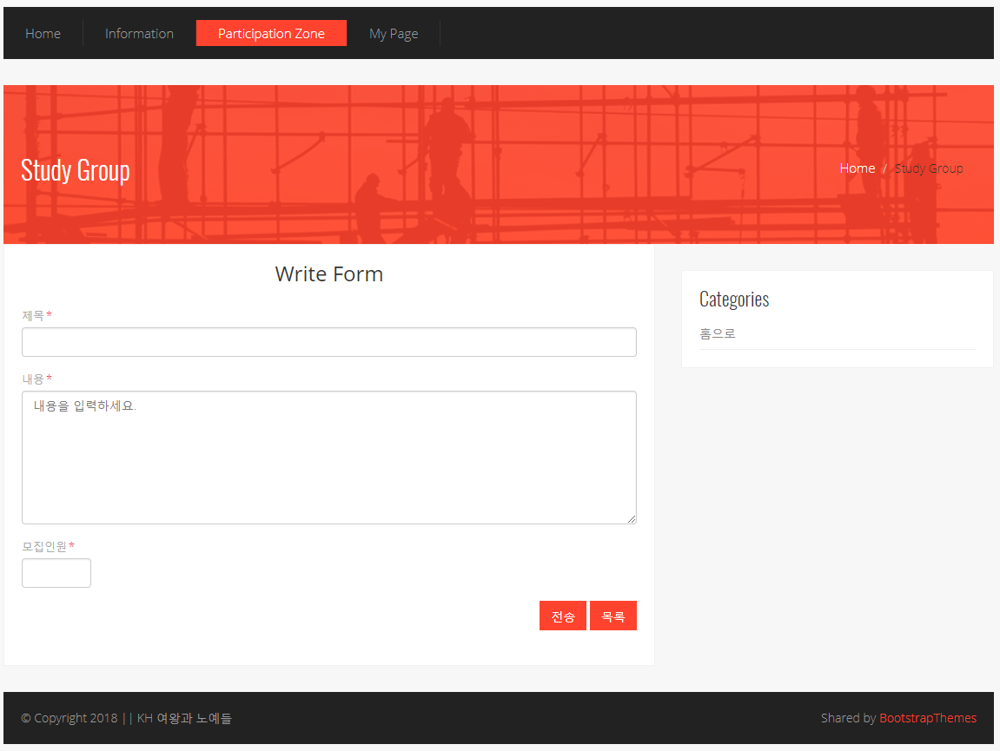 Home Information Participation Zone My Page
Study Group
Home / Study Group
Write Form
제목 *
내용 *
내용을 입력하세요.
모집인원 *
전송 목록
Categories
홈으로
© Copyright 2018 || KH 여왕과 노예들
Shared by BootstrapThemes